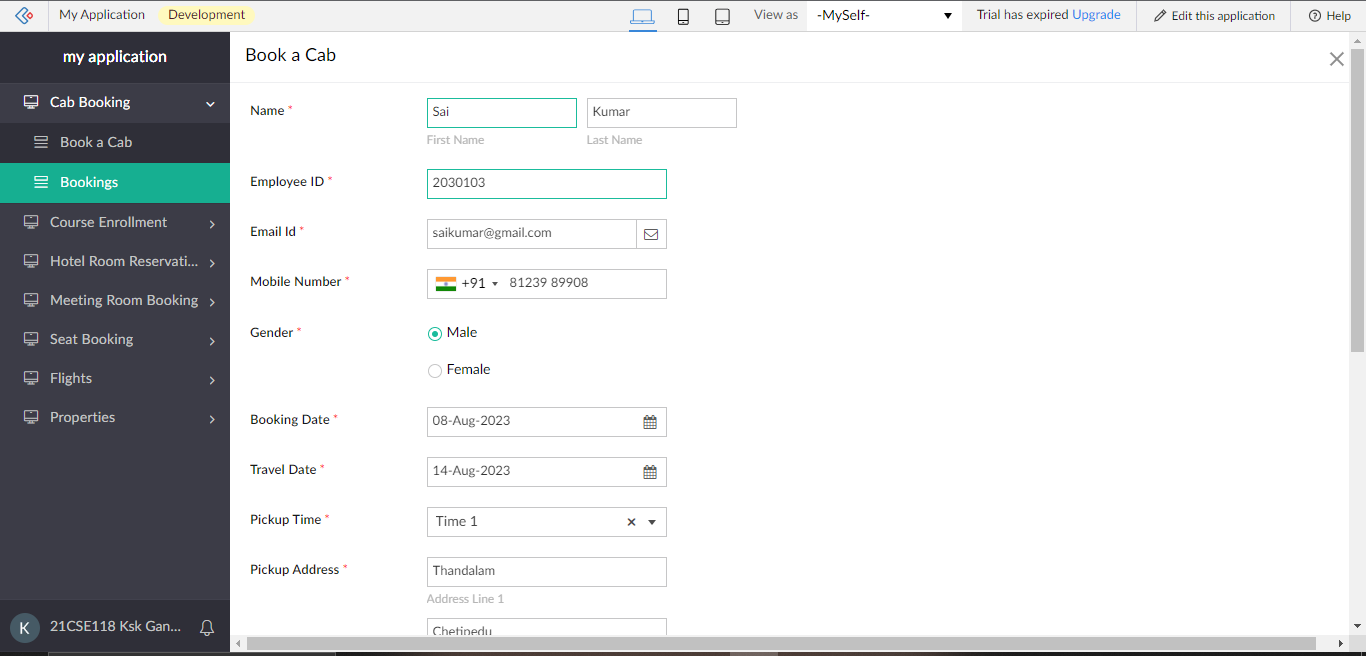 My Application Development View as -MySelf- Trial has expired Upgrade Edit this application Help
my application
Cab Booking
Book a Cab
Bookings
Course Enrollment
Hotel Room Reservati...
Meeting Room Booking
Seat Booking
Flights
Properties
K 21CSE118 Ksk Gan...
Book a Cab
Name * Sai Kumar
First Name Last Name
Employee ID * 2030103
Email Id * saikumar@gmail.com
Mobile Number * +91 81239 89908
Gender * Male
Female
Booking Date * 08-Aug-2023
Travel Date * 14-Aug-2023
Pickup Time * Time 1
Pickup Address * Thandalam
Address Line 1
Chetipedu